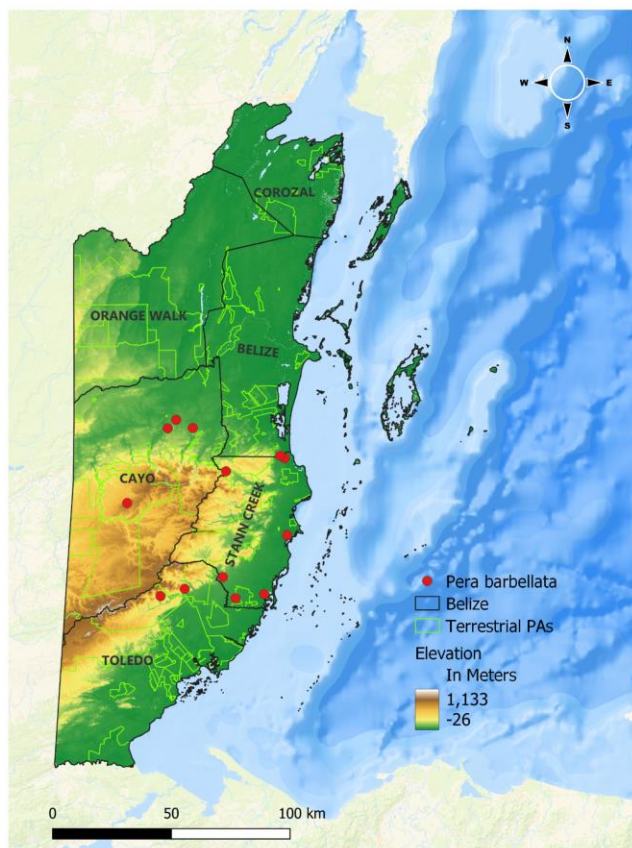 N
W E
S
COROZAL
ORANGE WALK
BELIZE
CAYO
STANN CREEK
TOLEDO
Pera barbellata
Belize
Terrestrial PAs
Elevation
In Meters
1,133
-26
0 50 100 km